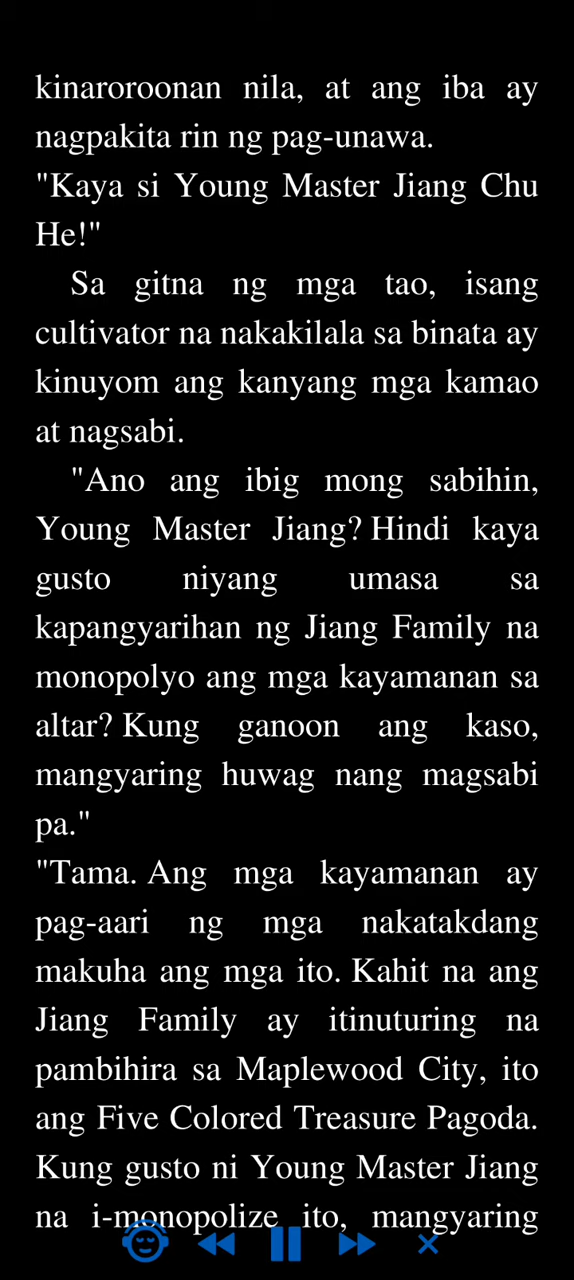 kinaroroonan nila, at ang iba ay
nagpakita rin ng pag-unawa.
"Kaya si Young Master Jiang Chu
He!"
Sa gitna ng mga tao, isang
cultivator na nakakilala sa binata ay
kinuyom ang kanyang mga kamao
at nagsabi.
"Ano ang ibig mong sabihin,
Young Master Jiang? Hindi kaya
gusto niyang umasa sa
kapangyarihan ng Jiang Family na
monopolyo ang mga kayamanan sa
altar? Kung ganoon ang kaso,
mangyaring huwag nang magsabi
pa."
"Tama. Ang mga kayamanan ay
pag-aari ng mga nakatakdang
makuha ang mga ito. Kahit na ang
Jiang Family ay itinuturing na
pambihira sa Maplewood City, ito
ang Five Colored Treasure Pagoda.
Kung gusto ni Young Master Jiang
na i-monopolize ito, mangyaring